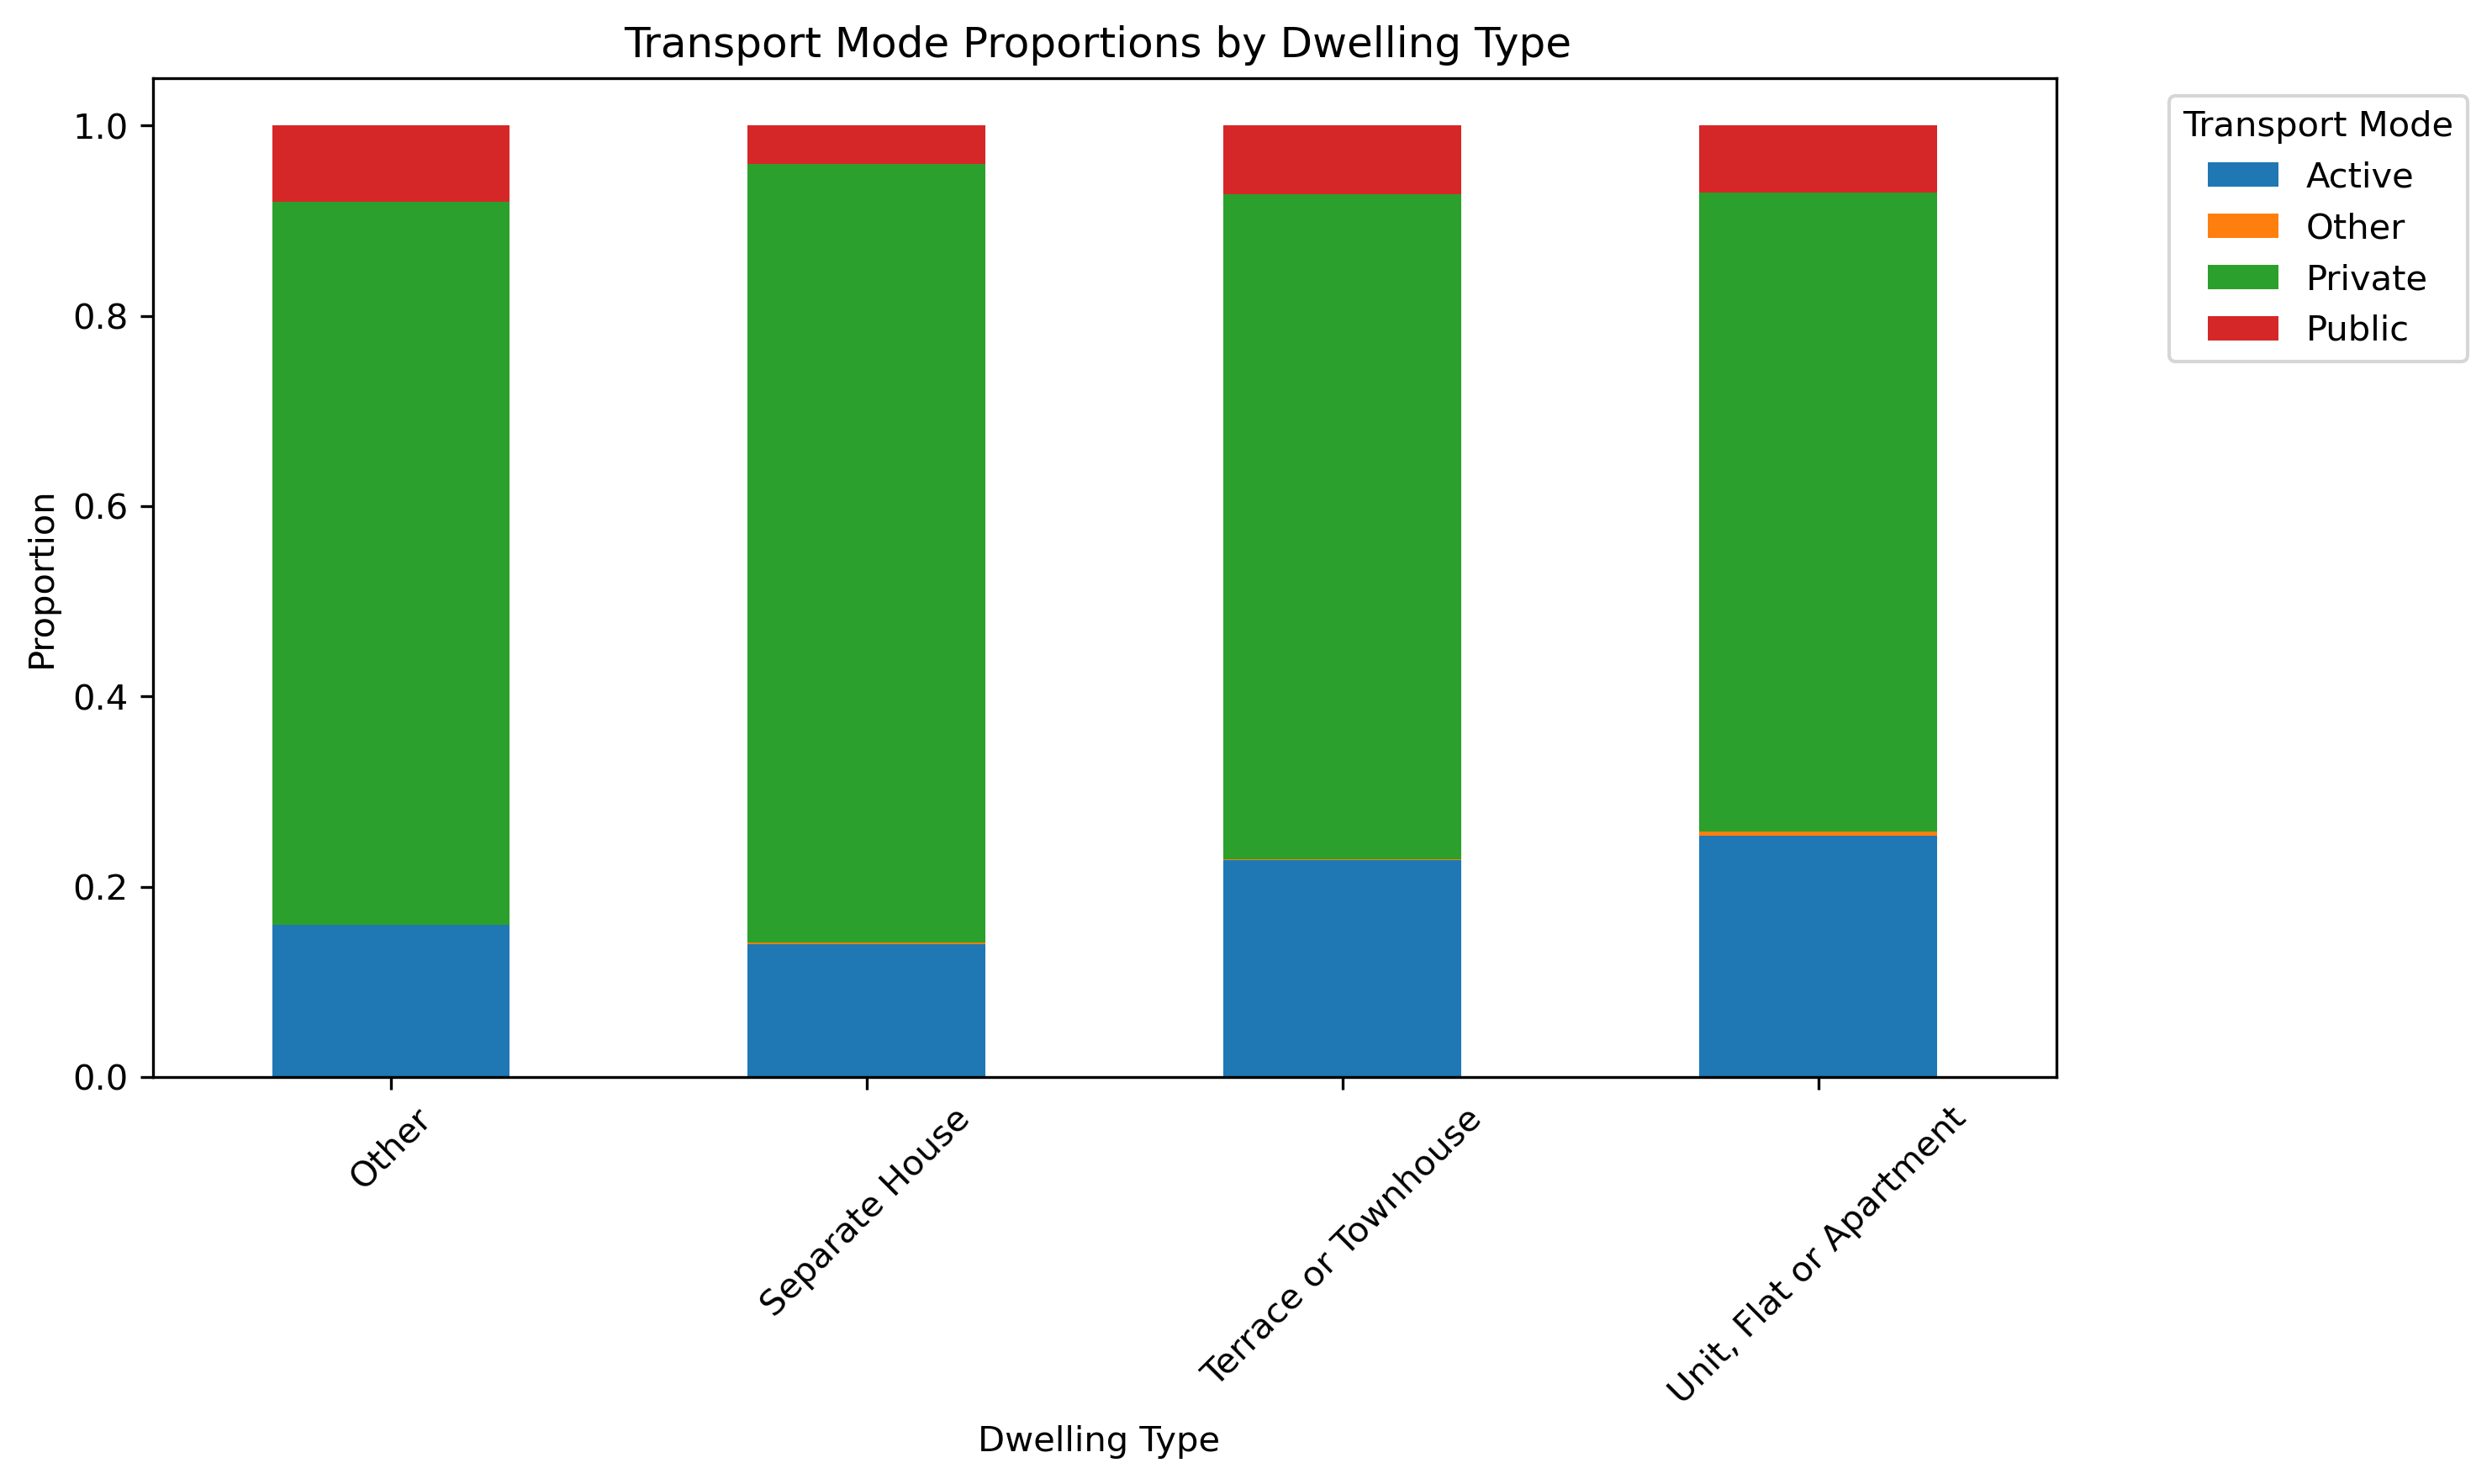 Transport Mode Proportions by Dwelling Type
Transport Mode
Active
Other
Private
Public
Proportion
1.0
0.8
0.6
0.4
0.2
0.0
Other
Separate House
Terrace or Townhouse
Unit, Flat or Apartment
Dwelling Type